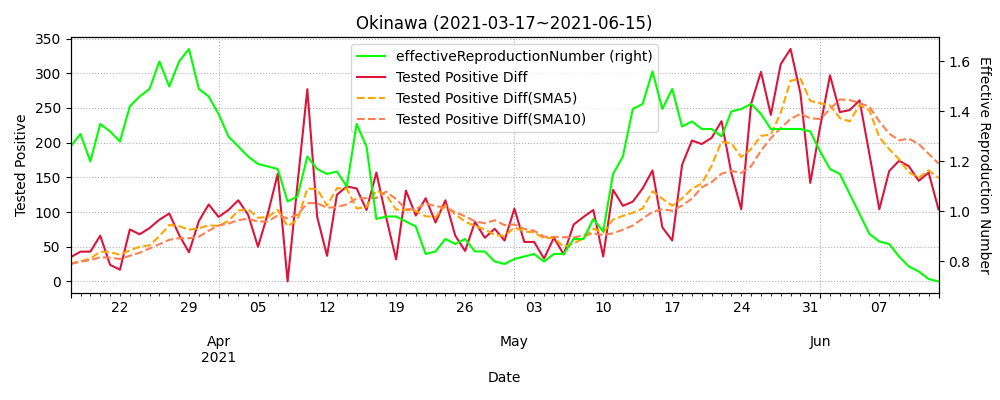 Okinawa (2021-03-17~2021-06-15)
effectiveReproductionNumber (right)
Tested Positive Diff
Tested Positive Diff(SMA5)
Tested Positive Diff(SMA10)
Tested Positive
350
300
250
200
150
100
50
0
Effective Reproduction Number
1.6
1.4
1.2
1.0
0.8
22 29 05 12 19 26 03 10 17 24 31 07
Apr May Jun
2021
Date